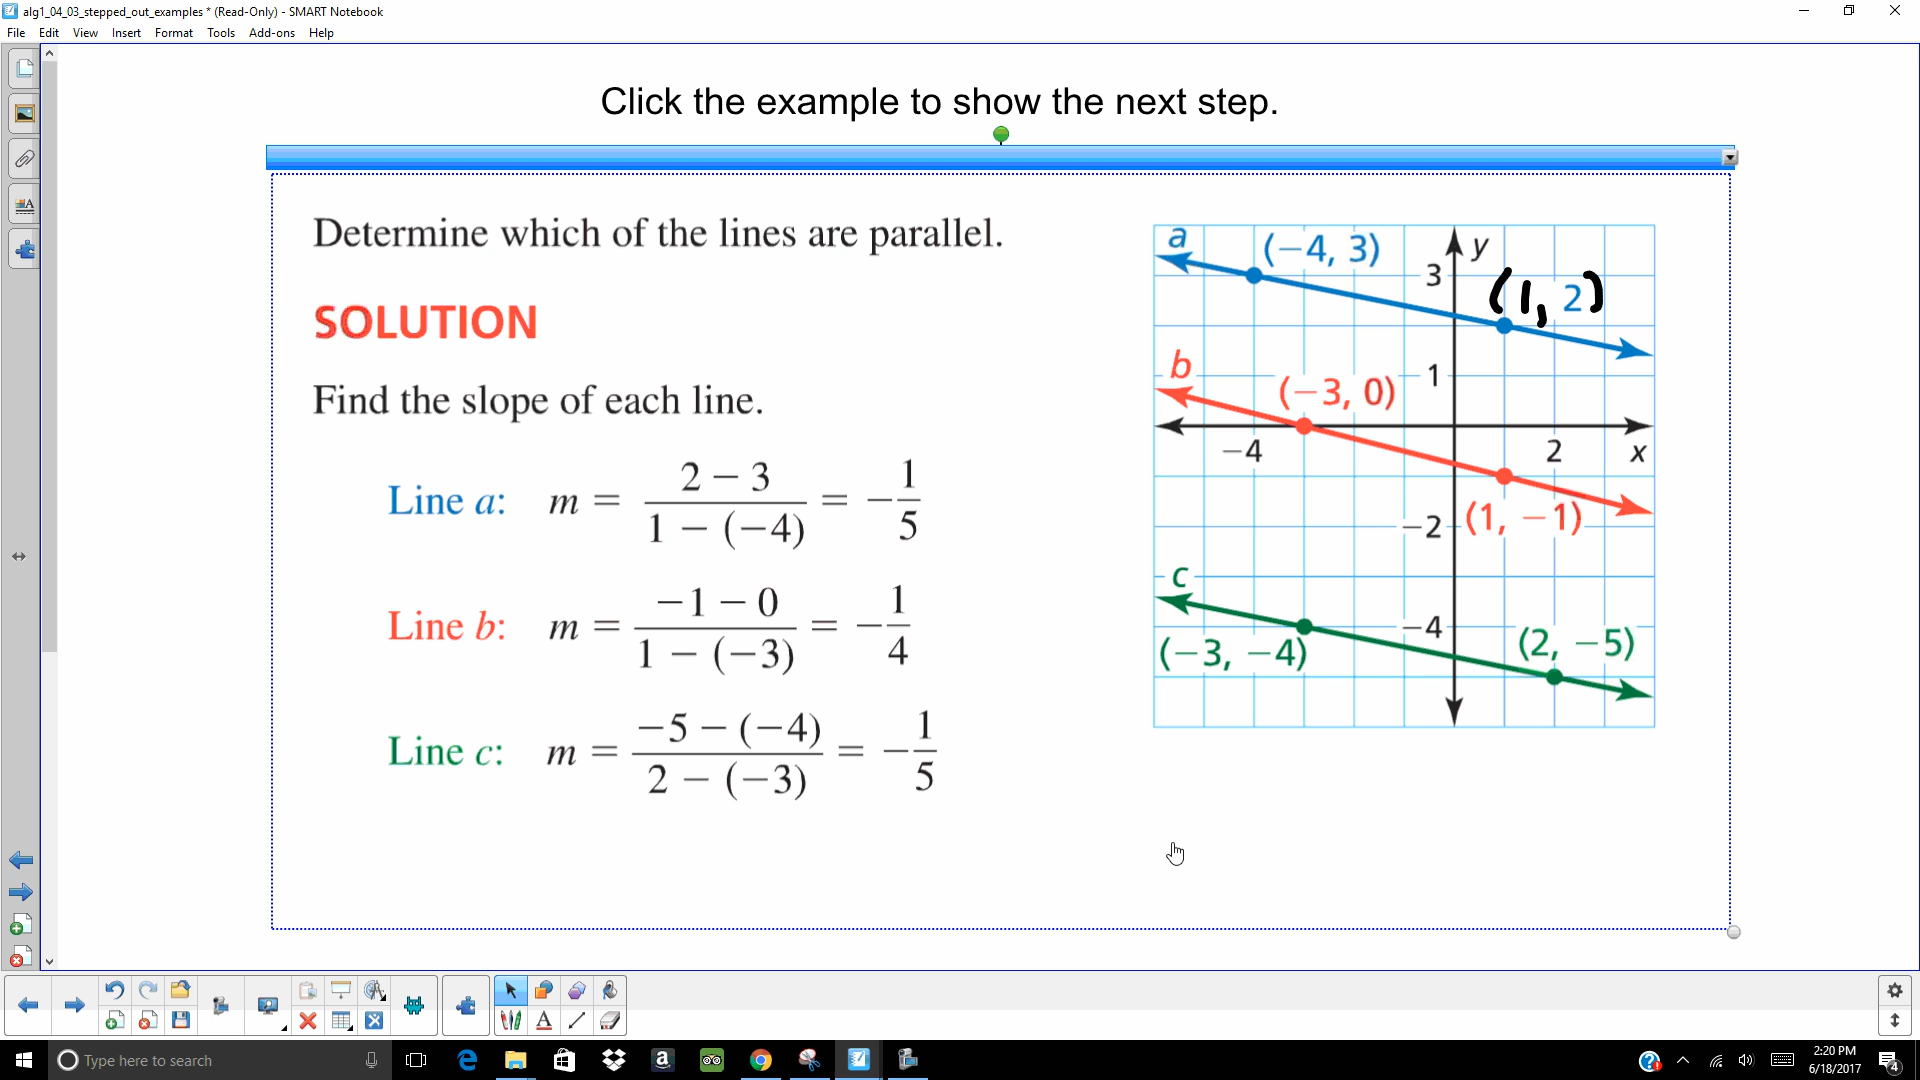 alg1_04_03_stepped_out_examples * (Read-Only) - SMART Notebook
File Edit View Insert Format Tools Add-ons Help
Click the example to show the next step.
Determine which of the lines are parallel.
SOLUTION
Find the slope of each line.
Line a: m = 2 − 3 / 1 − (−4) = − 1/5
Line b: m = −1 − 0 / 1 − (−3) = − 1/4
Line c: m = −5 − (−4) / 2 − (−3) = − 1/5
a (−4, 3) y
3 (1, 2)
b 1
(−3, 0)
−4 2 x
−2 (1, −1)
c
−4 (2, −5)
(−3, −4)
Type here to search
2:20 PM
6/18/2017
4